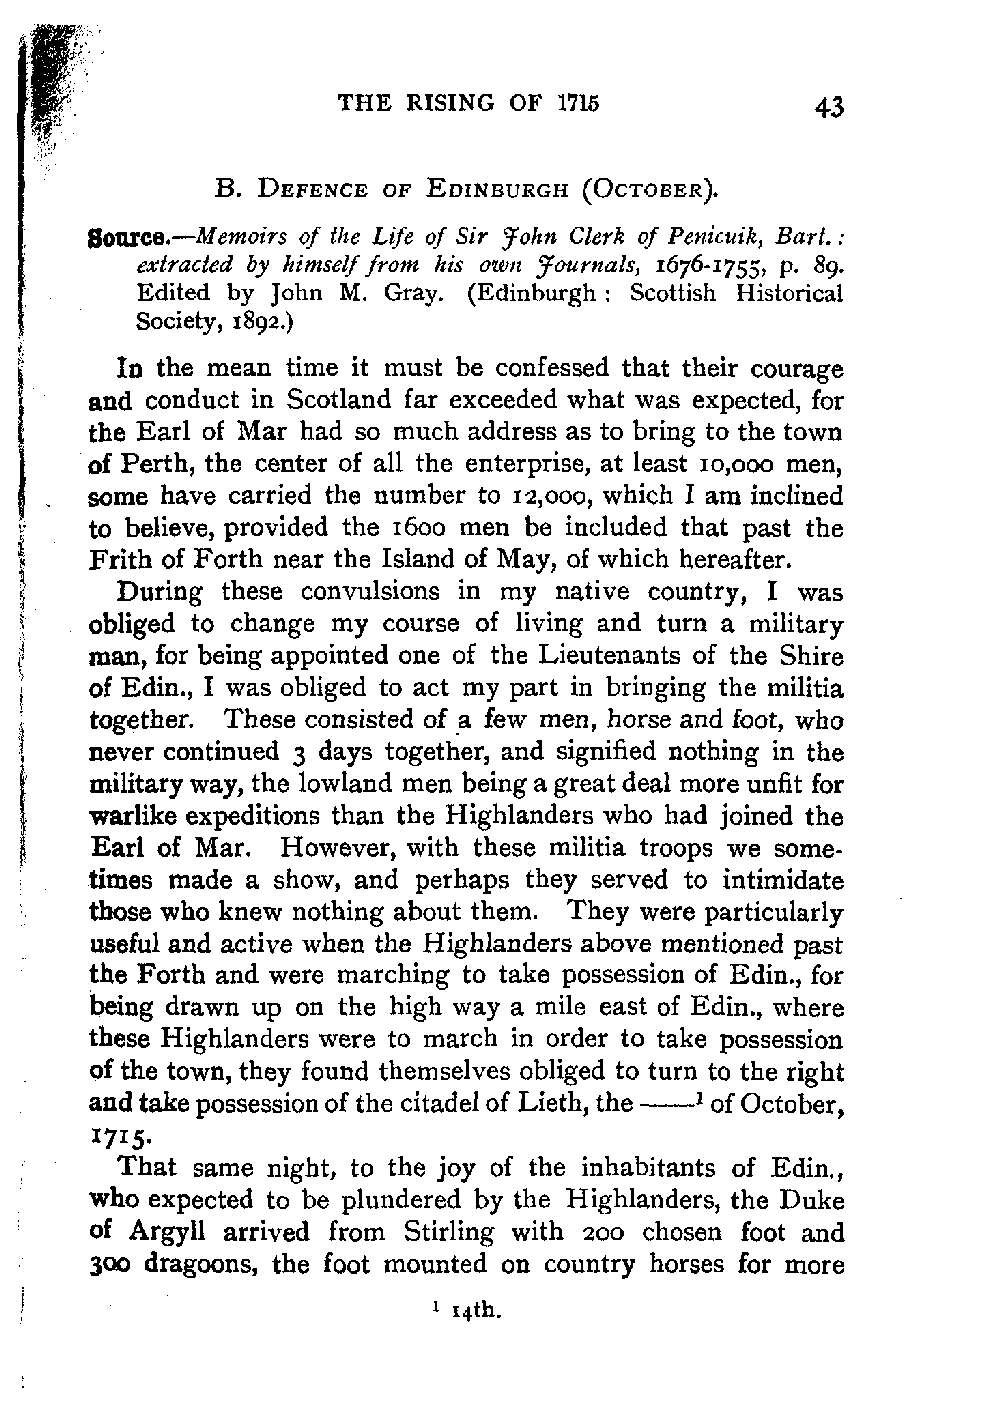 THE RISING OF 1715 43
B. DEFENCE OF EDINBURGH (OCTOBER).
Source.—Memoirs of the Life of Sir John Clerk of Penicuik, Bart.:
extracted by himself from his own Journals, 1676-1755, p. 89.
Edited by John M. Gray. (Edinburgh: Scottish Historical
Society, 1892.)
In the mean time it must be confessed that their courage
and conduct in Scotland far exceeded what was expected, for
the Earl of Mar had so much address as to bring to the town
of Perth, the center of all the enterprise, at least 10,000 men,
some have carried the number to 12,000, which I am inclined
to believe, provided the 1600 men be included that past the
Frith of Forth near the Island of May, of which hereafter.
During these convulsions in my native country, I was
obliged to change my course of living and turn a military
man, for being appointed one of the Lieutenants of the Shire
of Edin., I was obliged to act my part in bringing the militia
together. These consisted of a few men, horse and foot, who
never continued 3 days together, and signified nothing in the
military way, the lowland men being a great deal more unfit for
warlike expeditions than the Highlanders who had joined the
Earl of Mar. However, with these militia troops we some-
times made a show, and perhaps they served to intimidate
those who knew nothing about them. They were particularly
useful and active when the Highlanders above mentioned past
the Forth and were marching to take possession of Edin., for
being drawn up on the high way a mile east of Edin., where
these Highlanders were to march in order to take possession
of the town, they found themselves obliged to turn to the right
and take possession of the citadel of Lieth, the ——¹ of October,
1715.
That same night, to the joy of the inhabitants of Edin.,
who expected to be plundered by the Highlanders, the Duke
of Argyll arrived from Stirling with 200 chosen foot and
300 dragoons, the foot mounted on country horses for more
¹ 14th.